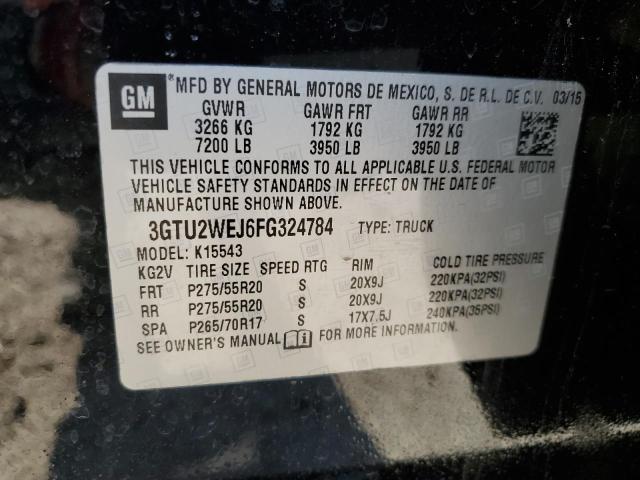 GM
*MFD BY GENERAL MOTORS DE MEXICO, S. DE R.L. DE C.V. 03/15
GVWR GAWR FRT GAWR RR
3266 KG 1792 KG 1792 KG
7200 LB 3950 LB 3950 LB
THIS VEHICLE CONFORMS TO ALL APPLICABLE U.S. FEDERAL MOTOR
VEHICLE SAFETY STANDARDS IN EFFECT ON THE DATE OF
MANUFACTURE SHOWN ABOVE.
3GTU2WEJ6FG324784 TYPE: TRUCK
MODEL: K15543
KG2V TIRE SIZE SPEED RTG RIM COLD TIRE PRESSURE
FRT P275/55R20 S 20X9J 220KPA(32PSI)
RR P275/55R20 S 20X9J 220KPA(32PSI)
SPA P265/70R17 S 17X7.5J 240KPA(35PSI)
SEE OWNER'S MANUAL FOR MORE INFORMATION.